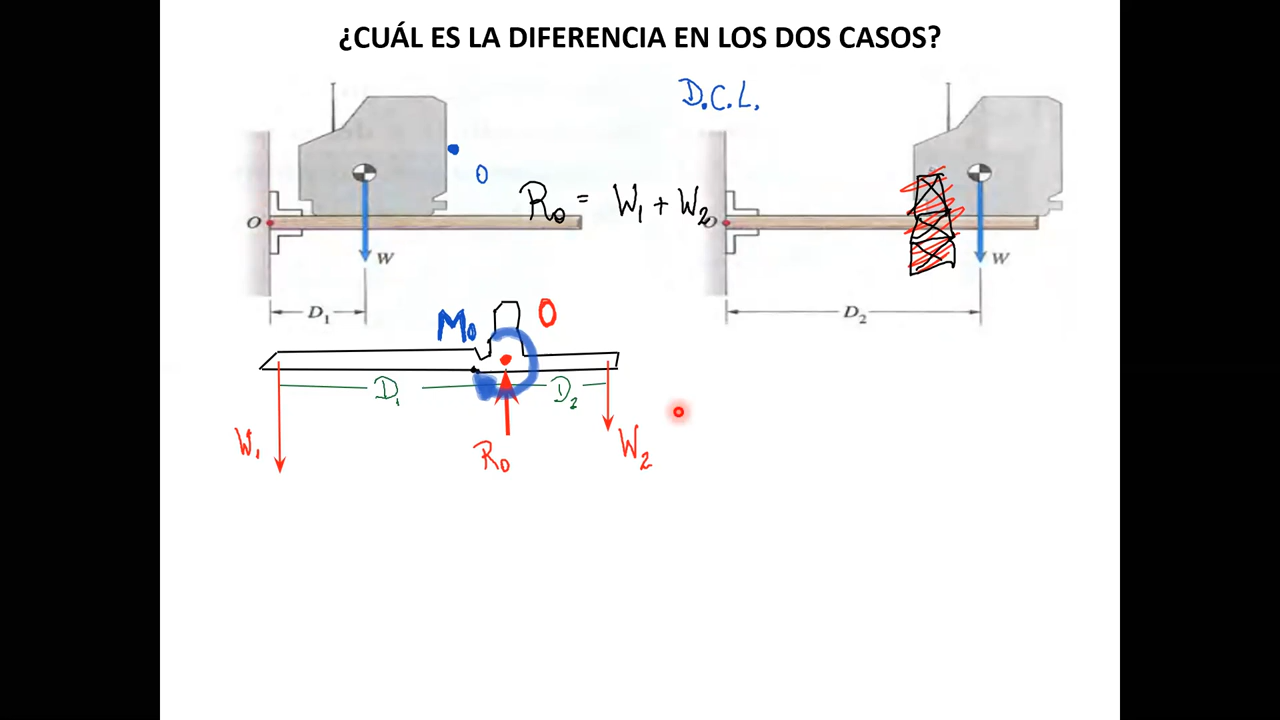 ¿CUÁL ES LA DIFERENCIA EN LOS DOS CASOS?
D.C.L.
O
R₀ = W₁ + W₂
O
O
W
W
D₁
D₂
M₀
O
D₁
D₂
W₁
R₀
W₂